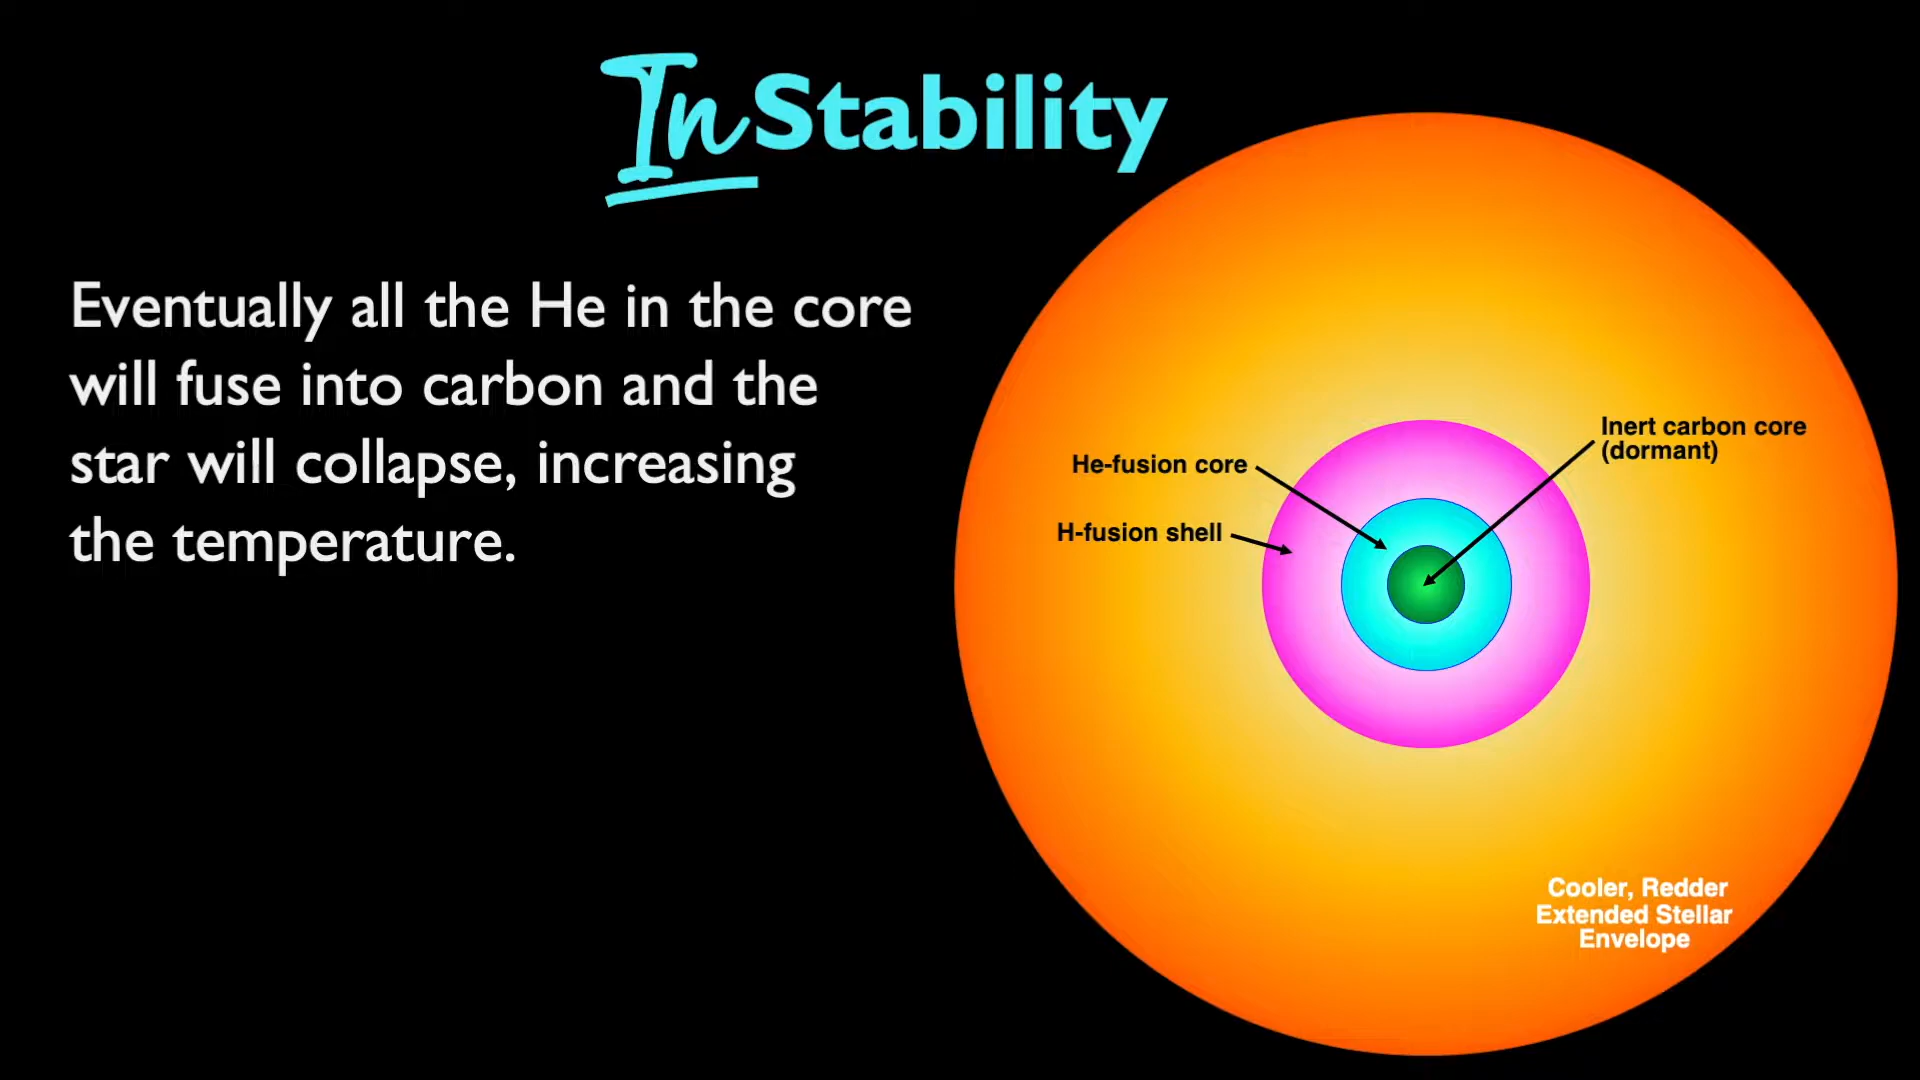 InStability
Eventually all the He in the core
will fuse into carbon and the
star will collapse, increasing
the temperature.
Inert carbon core
(dormant)
He-fusion core
H-fusion shell
Cooler, Redder
Extended Stellar
Envelope